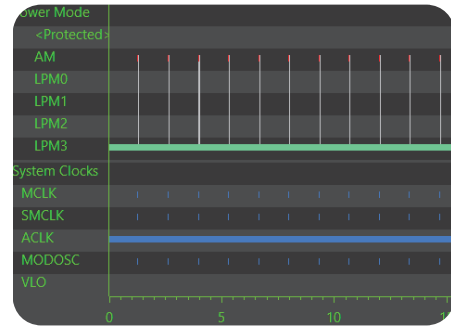 ower Mode
<Protected>
AM
LPM0
LPM1
LPM2
LPM3
System Clocks
MCLK
SMCLK
ACLK
MODOSC
VLO
0 5 10